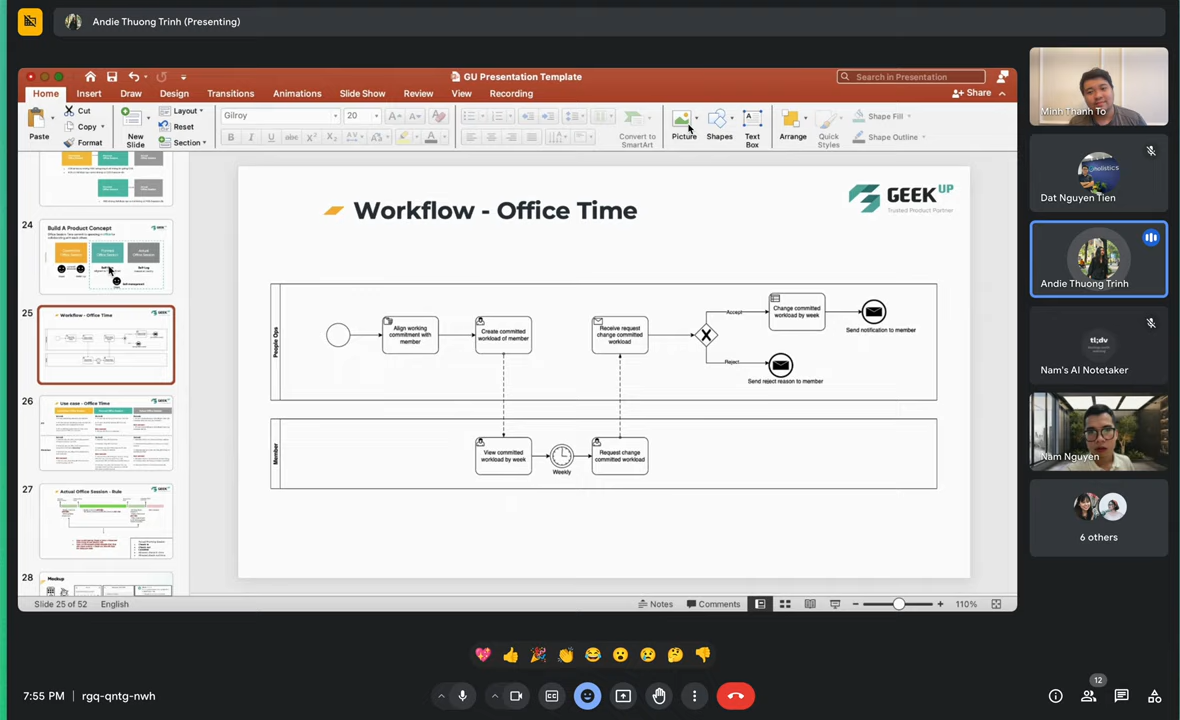 Andie Thuong Trinh (Presenting)
GU Presentation Template
Search in Presentation
Home Insert Draw Design Transitions Animations Slide Show Review View Recording
Share
Paste
Cut
Copy
Format
New
Slide
Layout
Reset
Section
Gilroy
20
Convert to
SmartArt
Picture
Shapes
Text
Box
Arrange
Quick
Styles
Shape Fill
Shape Outline
24
Build A Product Concept
25
Workflow - Office Time
26
Use case - Office Time
27
Actual Office Session - Rule
28
Mockup
Workflow - Office Time
GEEK UP
Trusted Product Partner
People Ops
Align working
commitment with
member
Create committed
workload of member
Receive request
change committed
workload
Accept
Reject
Change committed
workload by week
Send notification to member
Send reject reason to member
Member
View committed
workload by week
Weekly
Request change
committed workload
Slide 25 of 52
English
Notes
Comments
110%
Minh Thanh To
Dat Nguyen Tien
Andie Thuong Trinh
tl;dv
Nam's AI Notetaker
Nam Nguyen
6 others
7:55 PM | rgq-qntg-nwh
12